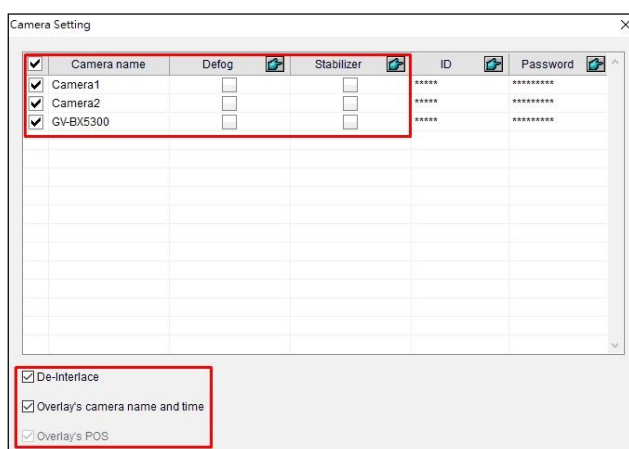 Camera Setting
Camera name Defog Stabilizer ID Password
Camera1 ***** *********
Camera2 ***** *********
GV-BX5300 ***** *********
De-Interlace
Overlay's camera name and time
Overlay's POS